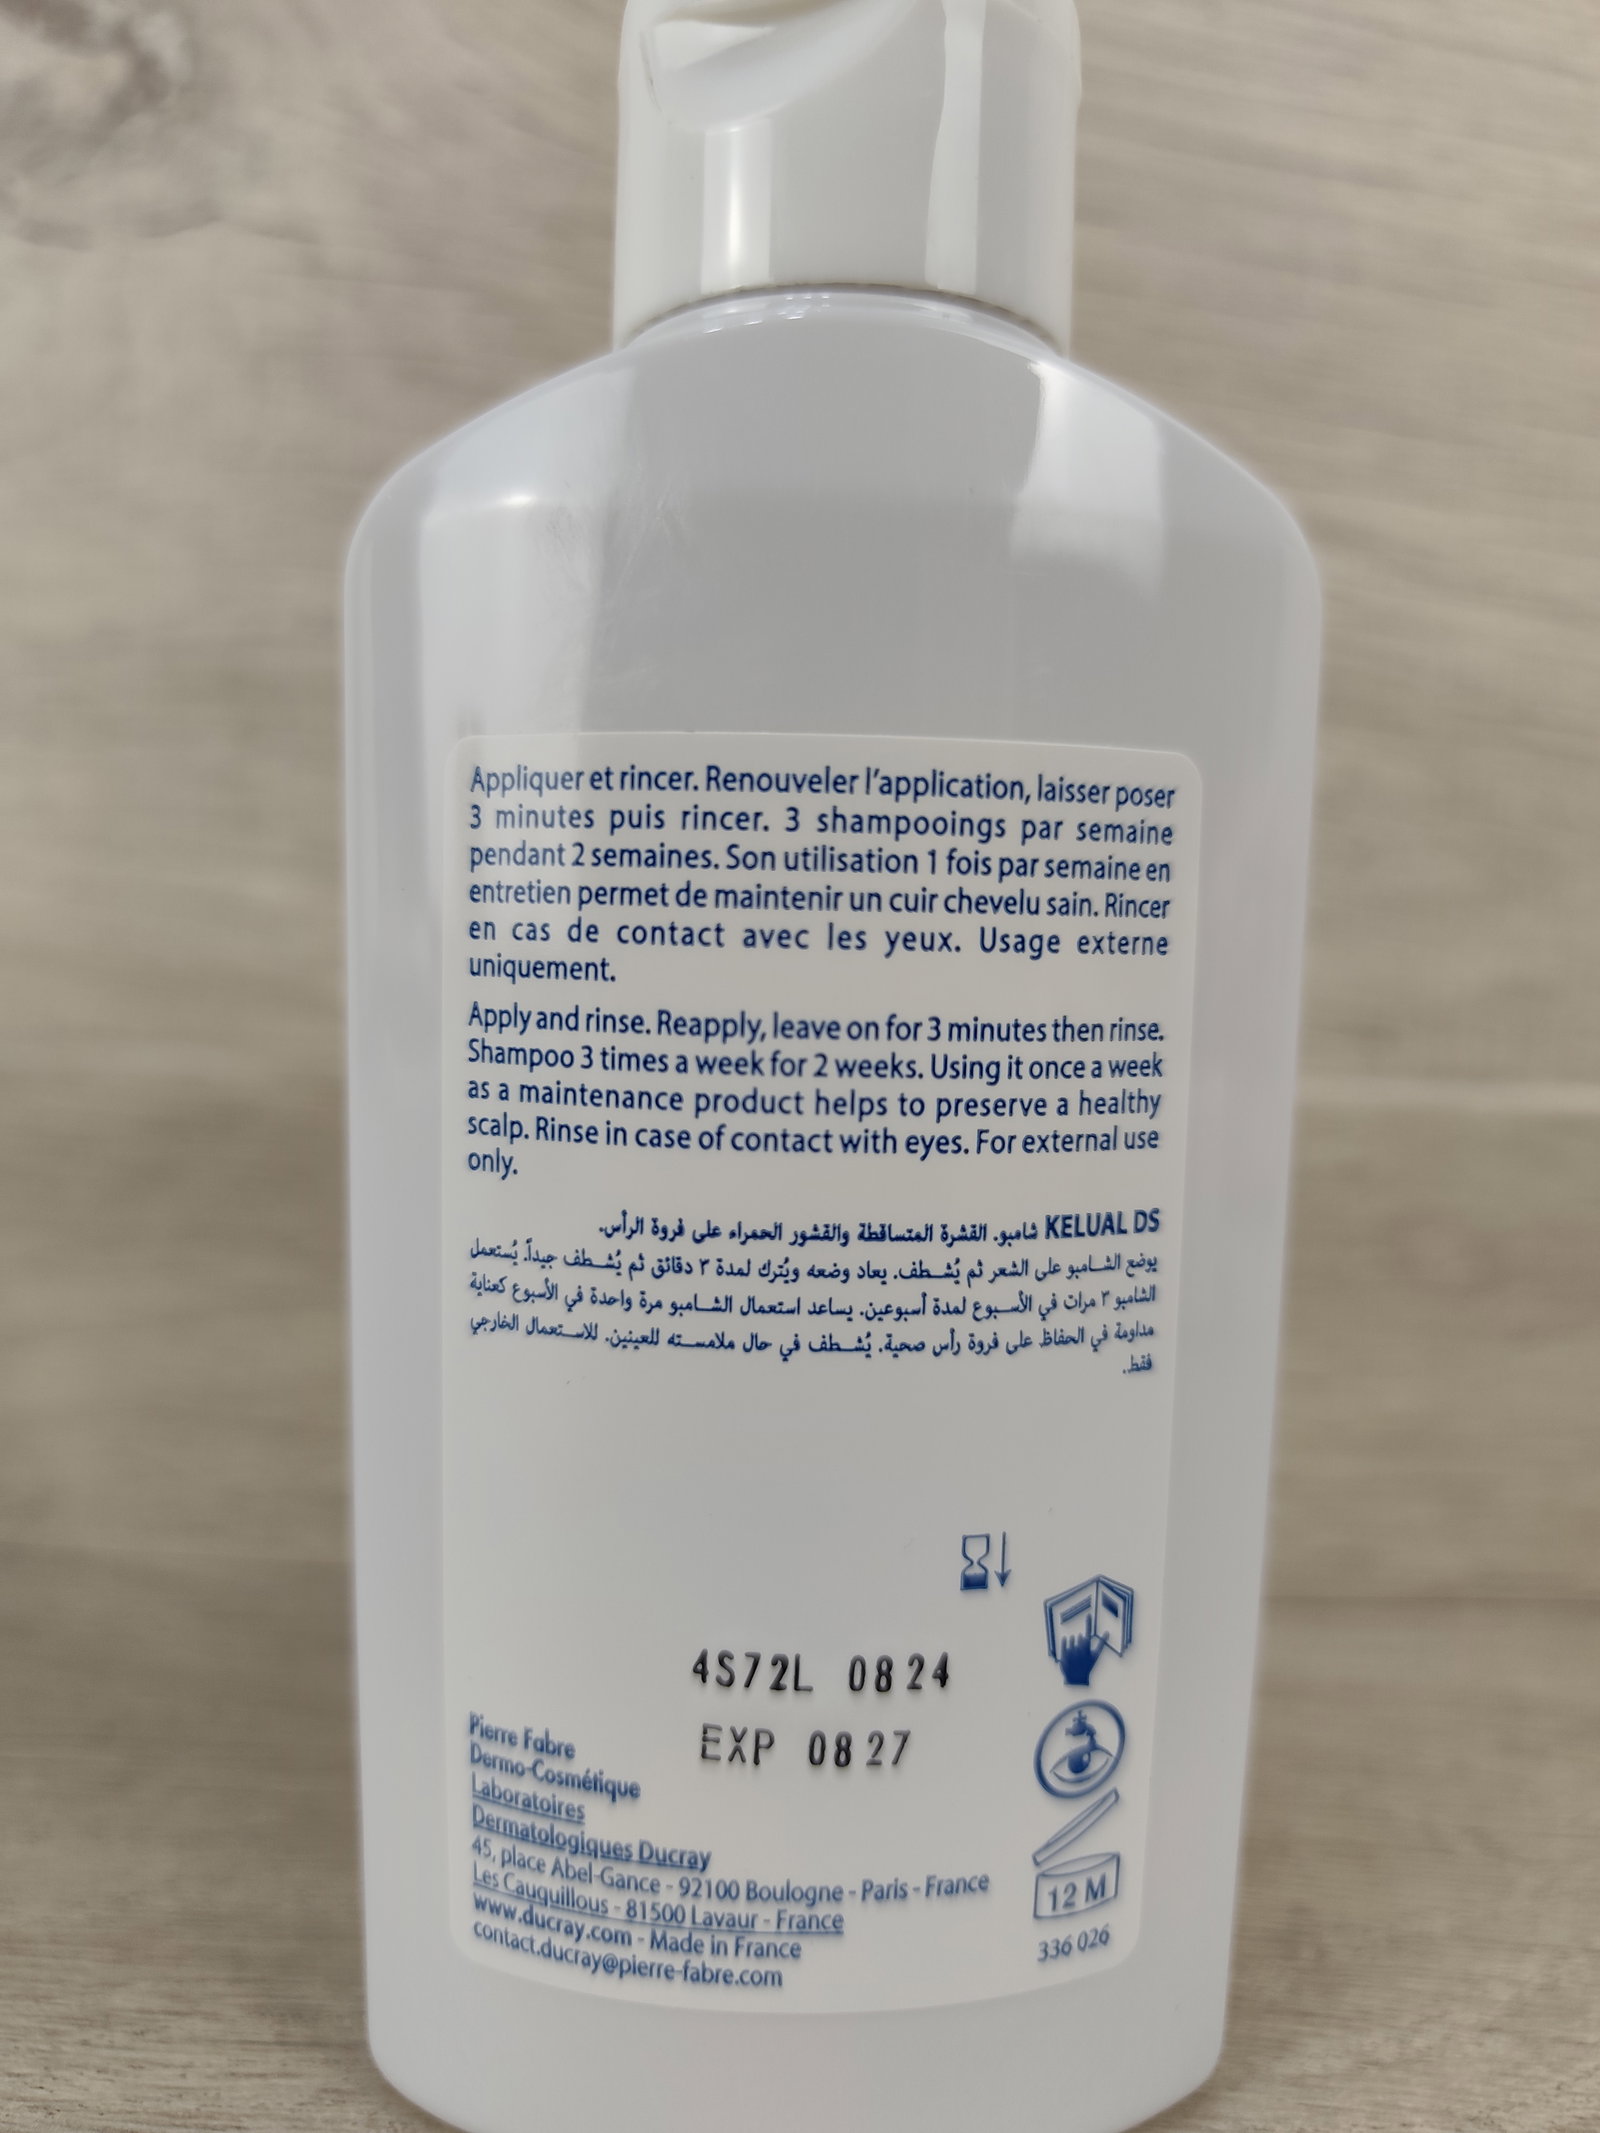 Appliquer et rincer. Renouveler l'application, laisser poser
3 minutes puis rincer. 3 shampooings par semaine
pendant 2 semaines. Son utilisation 1 fois par semaine en
entretien permet de maintenir un cuir chevelu sain. Rincer
en cas de contact avec les yeux. Usage externe
uniquement.
Apply and rinse. Reapply, leave on for 3 minutes then rinse.
Shampoo 3 times a week for 2 weeks. Using it once a week
as a maintenance product helps to preserve a healthy
scalp. Rinse in case of contact with eyes. For external use
only.
KELUAL DS شامبو. القشرة المتساقطة والقشور الحمراء على فروة الرأس.
يوضع الشامبو على الشعر ثم يُشطف. يعاد وضعه ويُترك لمدة ٣ دقائق ثم يُشطف جيداً. يُستعمل
الشامبو ٣ مرات في الأسبوع لمدة أسبوعين. يساعد استعمال الشامبو مرة واحدة في الأسبوع كعناية
مداومة في الحفاظ على فروة رأس صحية. يُشطف في حال ملامسته للعينين. للاستعمال الخارجي
فقط.
4S72L 0824
EXP 0827
Pierre Fabre
Dermo-Cosmétique
Laboratoires
Dermatologiques Ducray
45, place Abel-Gance - 92100 Boulogne - Paris - France
Les Cauquillous - 81500 Lavaur - France
www.ducray.com - Made in France
contact.ducray@pierre-fabre.com
12 M
336 026